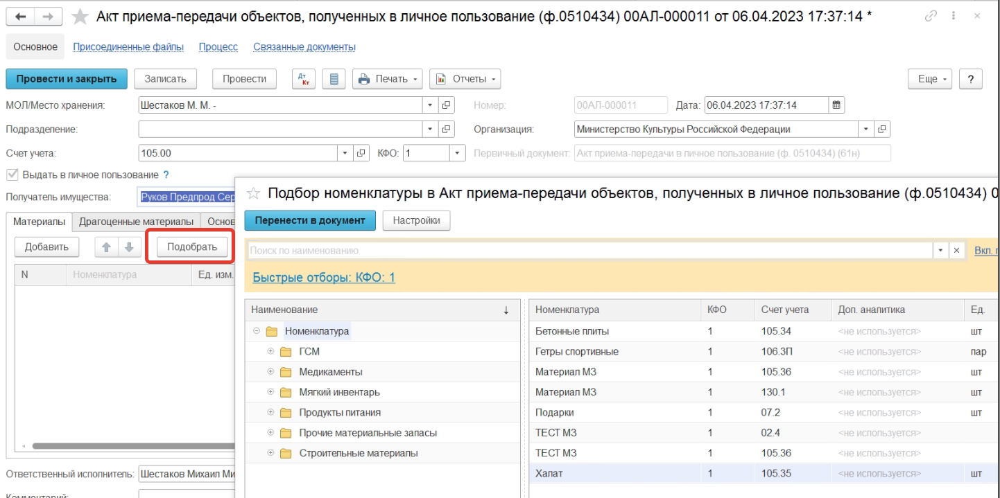 Акт приема-передачи объектов, полученных в личное пользование (ф.0510434) 00АЛ-000011 от 06.04.2023 17:37:14 *
Основное Присоединенные файлы Процесс Связанные документы
Провести и закрыть Записать Провести Дт Кт Печать Отчеты Еще ?
МОЛ/Место хранения: Шестаков М. М. - Номер: 00АЛ-000011 Дата: 06.04.2023 17:37:14
Подразделение: Организация: Министерство Культуры Российской Федерации
Счет учета: 105.00 КФО: 1 Первичный документ: Акт приема-передачи в личное пользование (ф. 0510434) (61н)
Выдать в личное пользование ?
Получатель имущества: Руков Предпрод Сер
Материалы Драгоценные материалы Основ
Добавить Подобрать
N Номенклатура Ед. изм.
Ответственный исполнитель: Шестаков Михаил Ми
Комментарий:
Подбор номенклатуры в Акт приема-передачи объектов, полученных в личное пользование (ф.0510434) 0
Перенести в документ Настройки
Поиск по наименованию × Вкл.
Быстрые отборы: КФО: 1
Наименование ↓ Номенклатура КФО Счет учета Доп. аналитика Ед.
Номенклатура Бетонные плиты 1 105.34 <не используется> шт
ГСМ Гетры спортивные 1 106.3П <не используется> пар
Медикаменты Материал МЗ 1 105.36 <не используется> шт
Мягкий инвентарь Материал МЗ 1 130.1 <не используется> шт
Продукты питания Подарки 1 07.2 <не используется> шт
Прочие материальные запасы ТЕСТ МЗ 1 02.4 <не используется>
Строительные материалы ТЕСТ МЗ 1 105.36 <не используется>
Халат 1 105.35 <не используется> шт